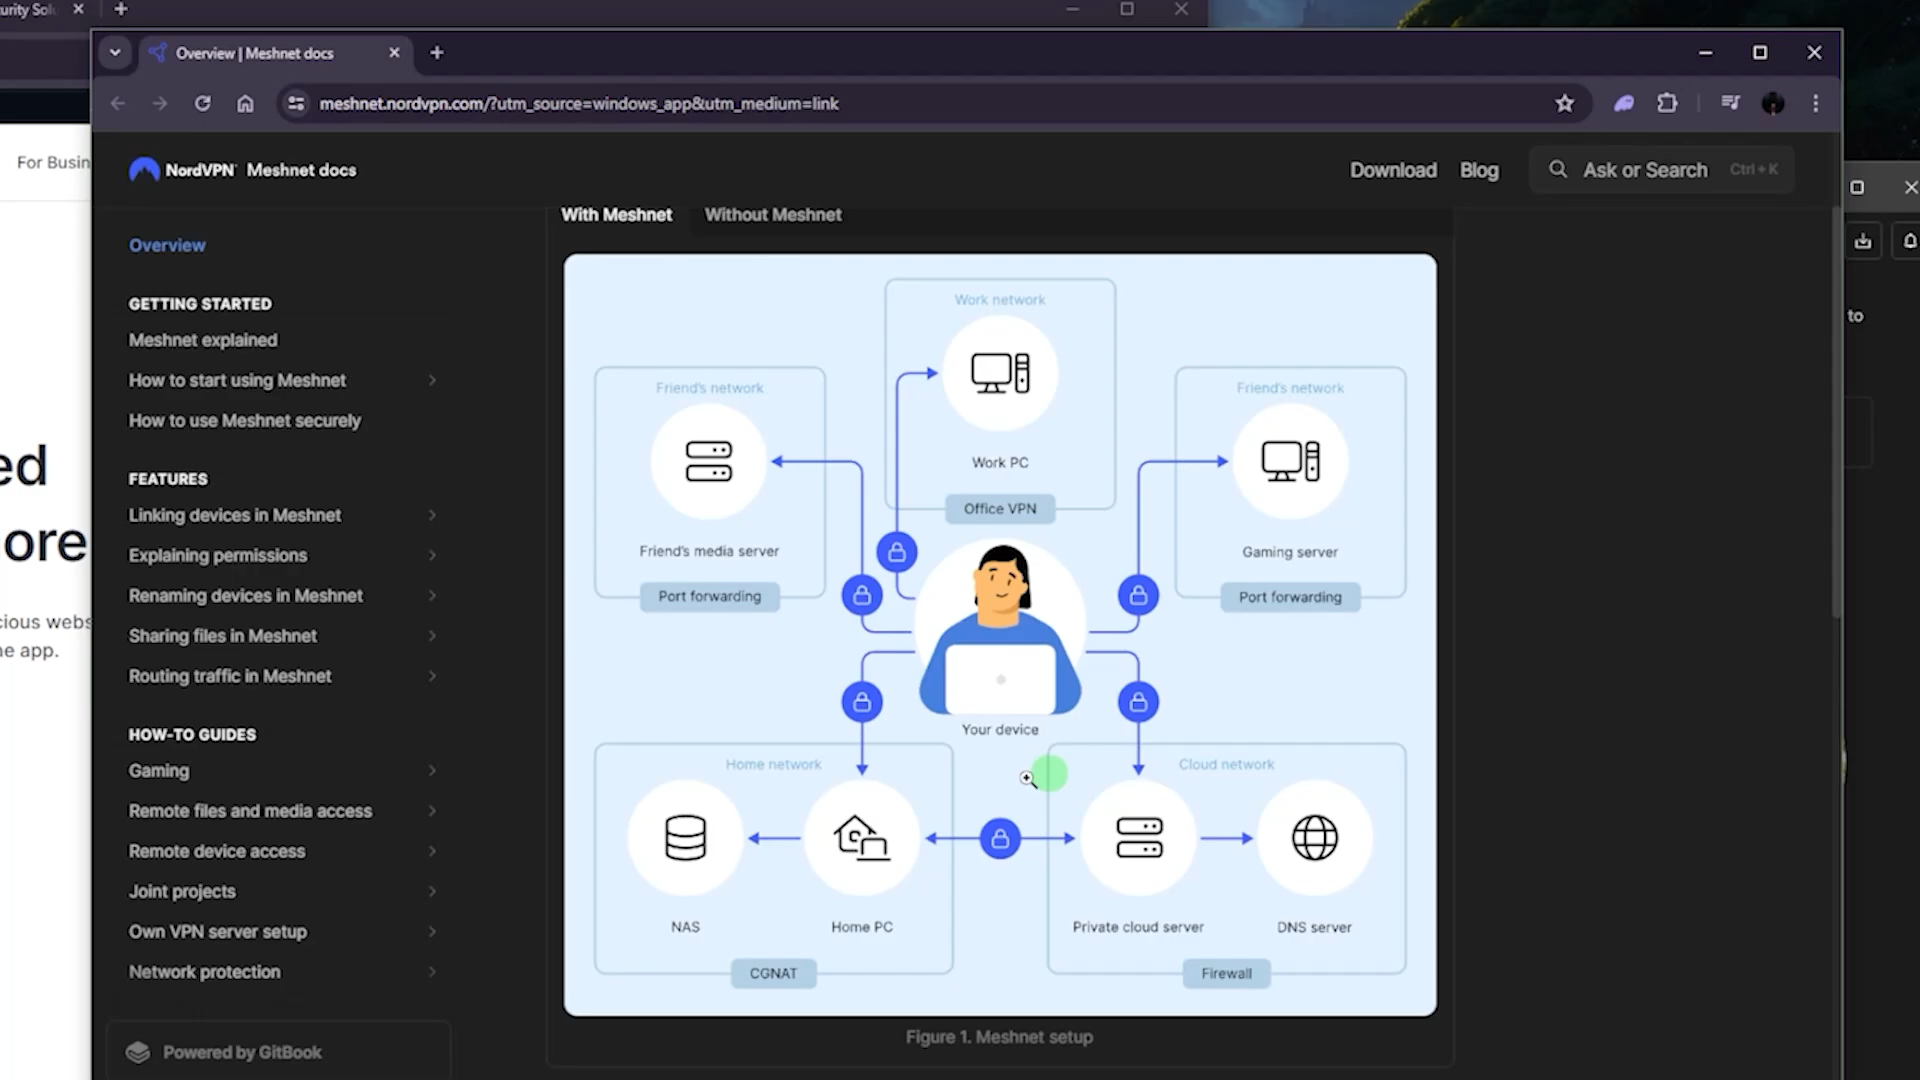 urity Sol
Overview | Meshnet docs
meshnet.nordvpn.com/?utm_source=windows_app&utm_medium=link
For Busin
NordVPN Meshnet docs
Download
Blog
Ask or Search
Ctrl + K
With Meshnet
Without Meshnet
Overview
GETTING STARTED
Meshnet explained
How to start using Meshnet
How to use Meshnet securely
FEATURES
Linking devices in Meshnet
Explaining permissions
Renaming devices in Meshnet
Sharing files in Meshnet
Routing traffic in Meshnet
HOW-TO GUIDES
Gaming
Remote files and media access
Remote device access
Joint projects
Own VPN server setup
Network protection
Powered by GitBook
Work network
Work PC
Office VPN
Friend's network
Friend's media server
Port forwarding
Friend's network
Gaming server
Port forwarding
Your device
Home network
NAS
Home PC
CGNAT
Cloud network
Private cloud server
DNS server
Firewall
Figure 1. Meshnet setup
ed
ore
cious webs
e app.
to